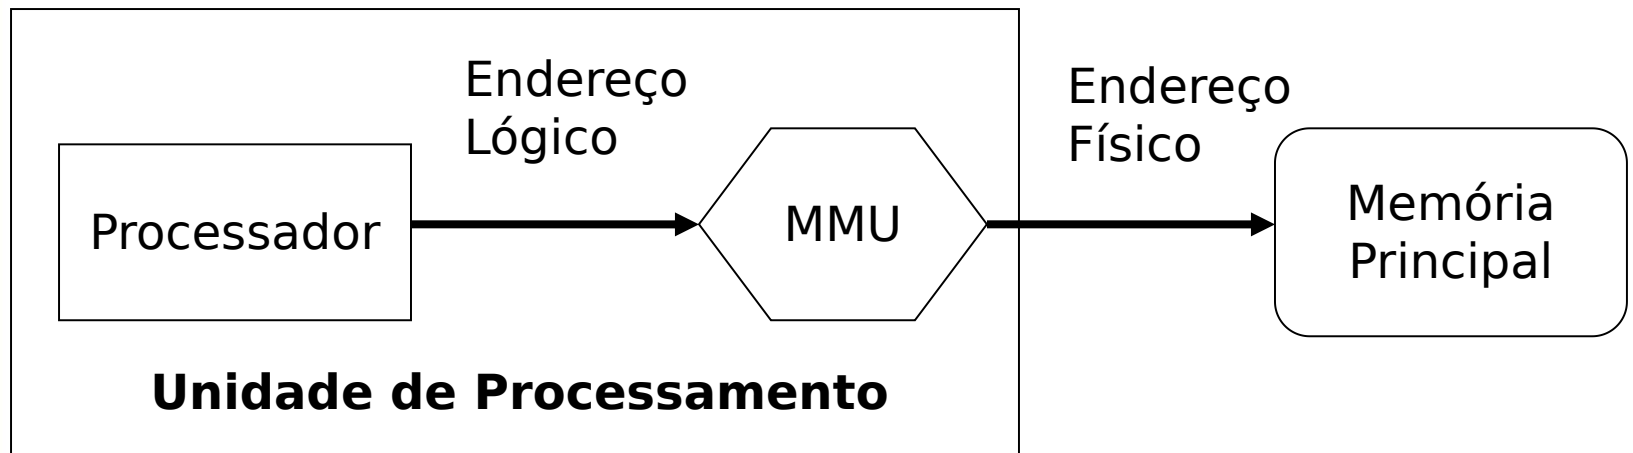 Endereço
Lógico
Endereço
Físico
Processador
MMU
Memória
Principal
Unidade de Processamento